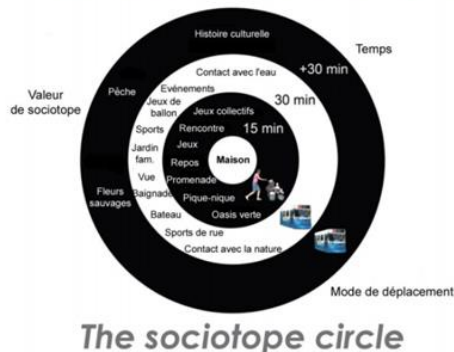 Histoire culturelle
Temps
Contact avec l'eau
+30 min
Evénements
30 min
Pêche
Valeur
de sociotope
Jeux de
ballon
Jeux collectifs
Sports
Rencontre
15 min
Jardin
fam.
Jeux
Maison
Repos
Vue
Promenade
Fleurs
sauvages
Baignade
Pique-nique
Bateau
Oasis verte
Sports de rue
Contact avec la nature
Mode de déplacement
The sociotope circle